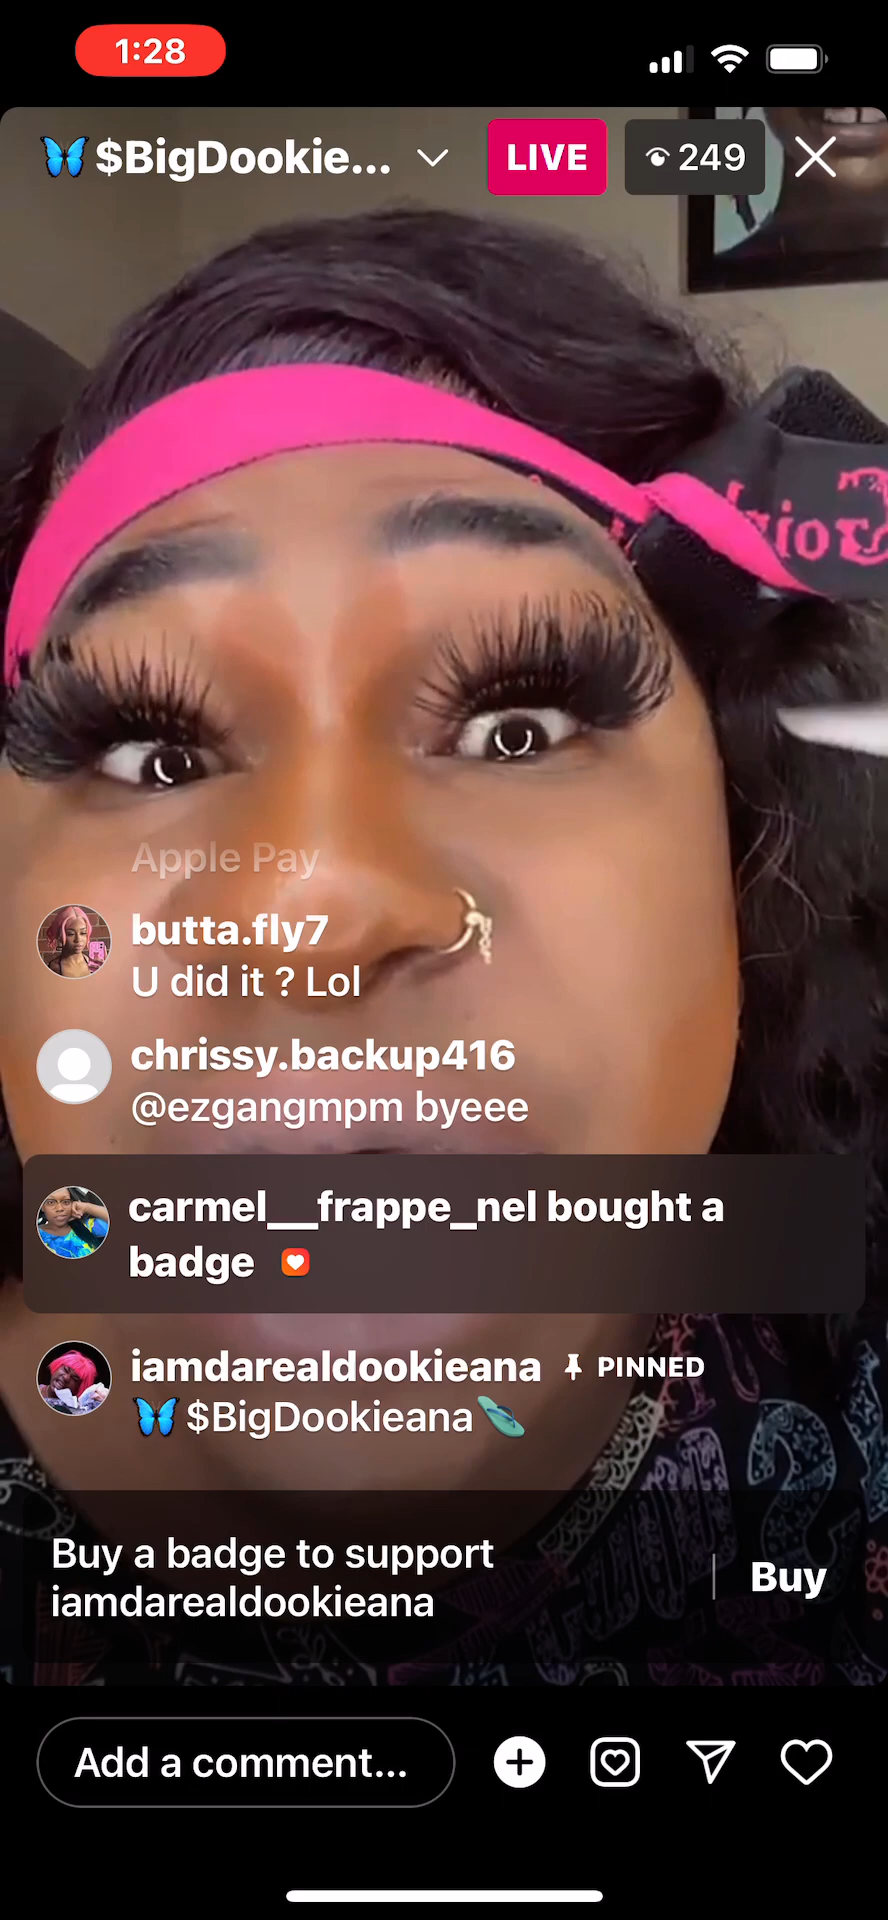 1:28
🦋 $BigDookie...
LIVE
249
Apple Pay
butta.fly7
U did it ? Lol
chrissy.backup416
@ezgangmpm byeee
carmel__frappe_nel bought a
badge
iamdarealdookieana PINNED
🦋 $BigDookieana🩴
Buy a badge to support
iamdarealdookieana
Buy
Add a comment...